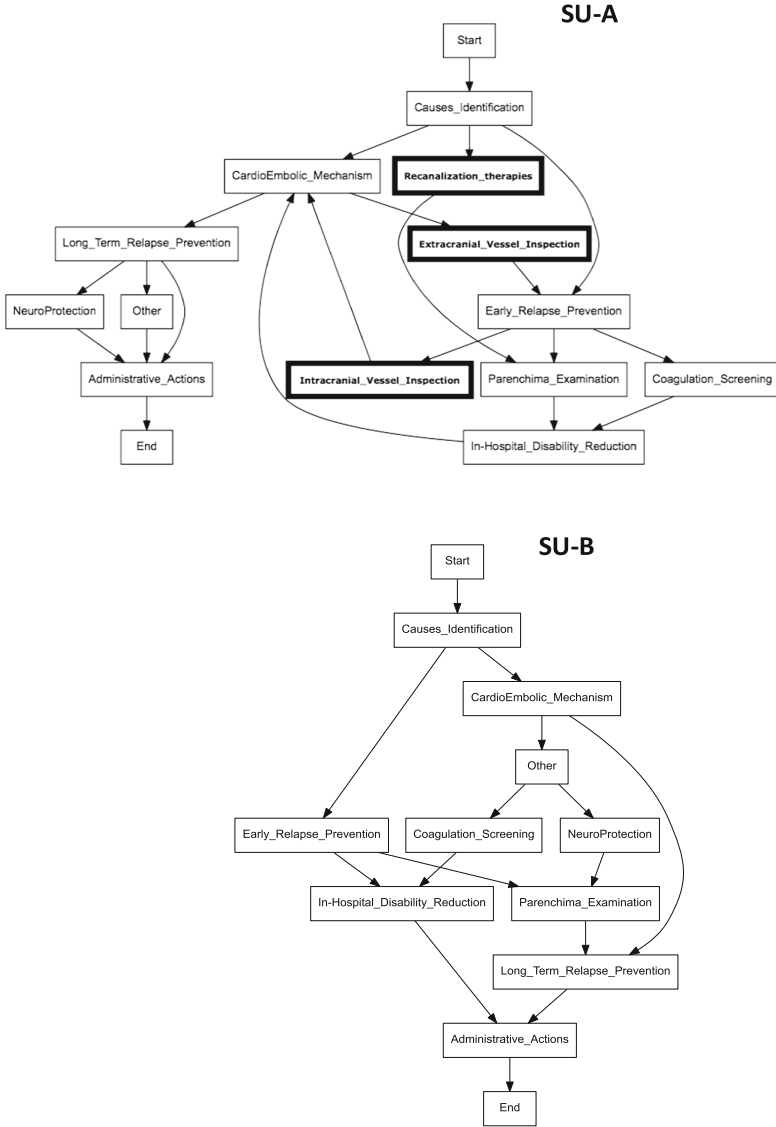 SU-A
Start
Causes_Identification
CardioEmbolic_Mechanism
Recanalization_therapies
Long_Term_Relapse_Prevention
Extracranial_Vessel_Inspection
NeuroProtection
Other
Early_Relapse_Prevention
Administrative_Actions
Intracranial_Vessel_Inspection
Parenchima_Examination
Coagulation_Screening
End
In-Hospital_Disability_Reduction
SU-B
Start
Causes_Identification
CardioEmbolic_Mechanism
Other
Early_Relapse_Prevention
Coagulation_Screening
NeuroProtection
In-Hospital_Disability_Reduction
Parenchima_Examination
Long_Term_Relapse_Prevention
Administrative_Actions
End